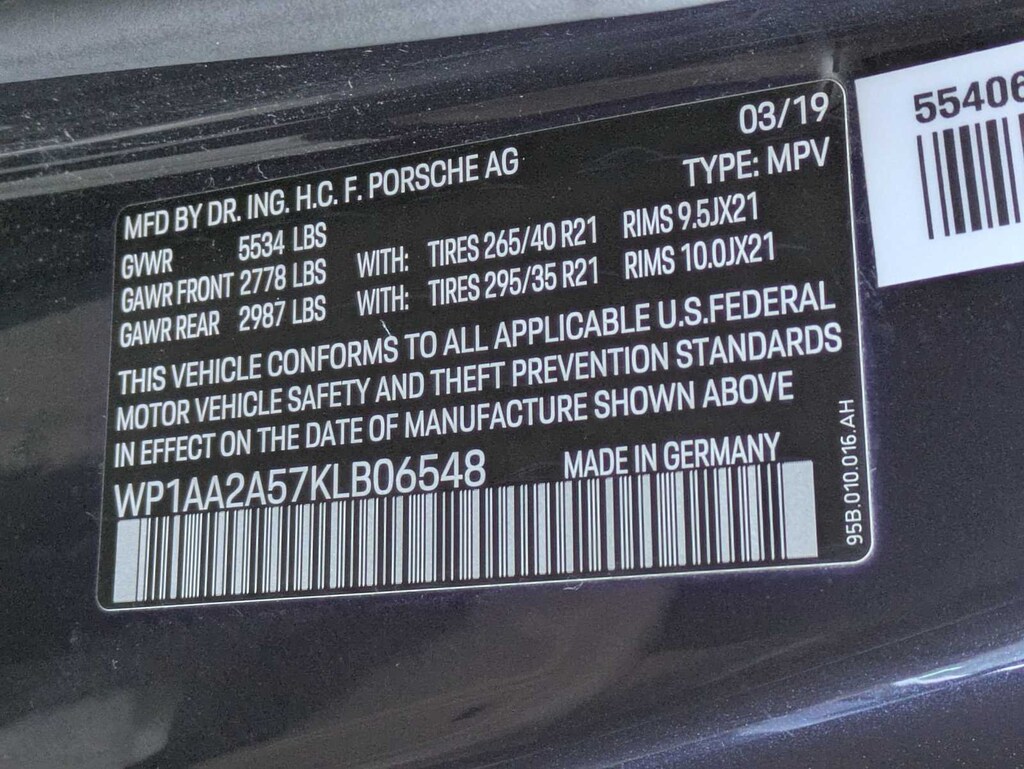 03/19
MFD BY DR. ING. H.C. F. PORSCHE AG TYPE: MPV
GVWR 5534 LBS
GAWR FRONT 2778 LBS WITH: TIRES 265/40 R21 RIMS 9.5JX21
GAWR REAR 2987 LBS WITH: TIRES 295/35 R21 RIMS 10.0JX21
THIS VEHICLE CONFORMS TO ALL APPLICABLE U.S.FEDERAL
MOTOR VEHICLE SAFETY AND THEFT PREVENTION STANDARDS
IN EFFECT ON THE DATE OF MANUFACTURE SHOWN ABOVE
WP1AA2A57KLB06548 MADE IN GERMANY
95B.010.016.AH
55406